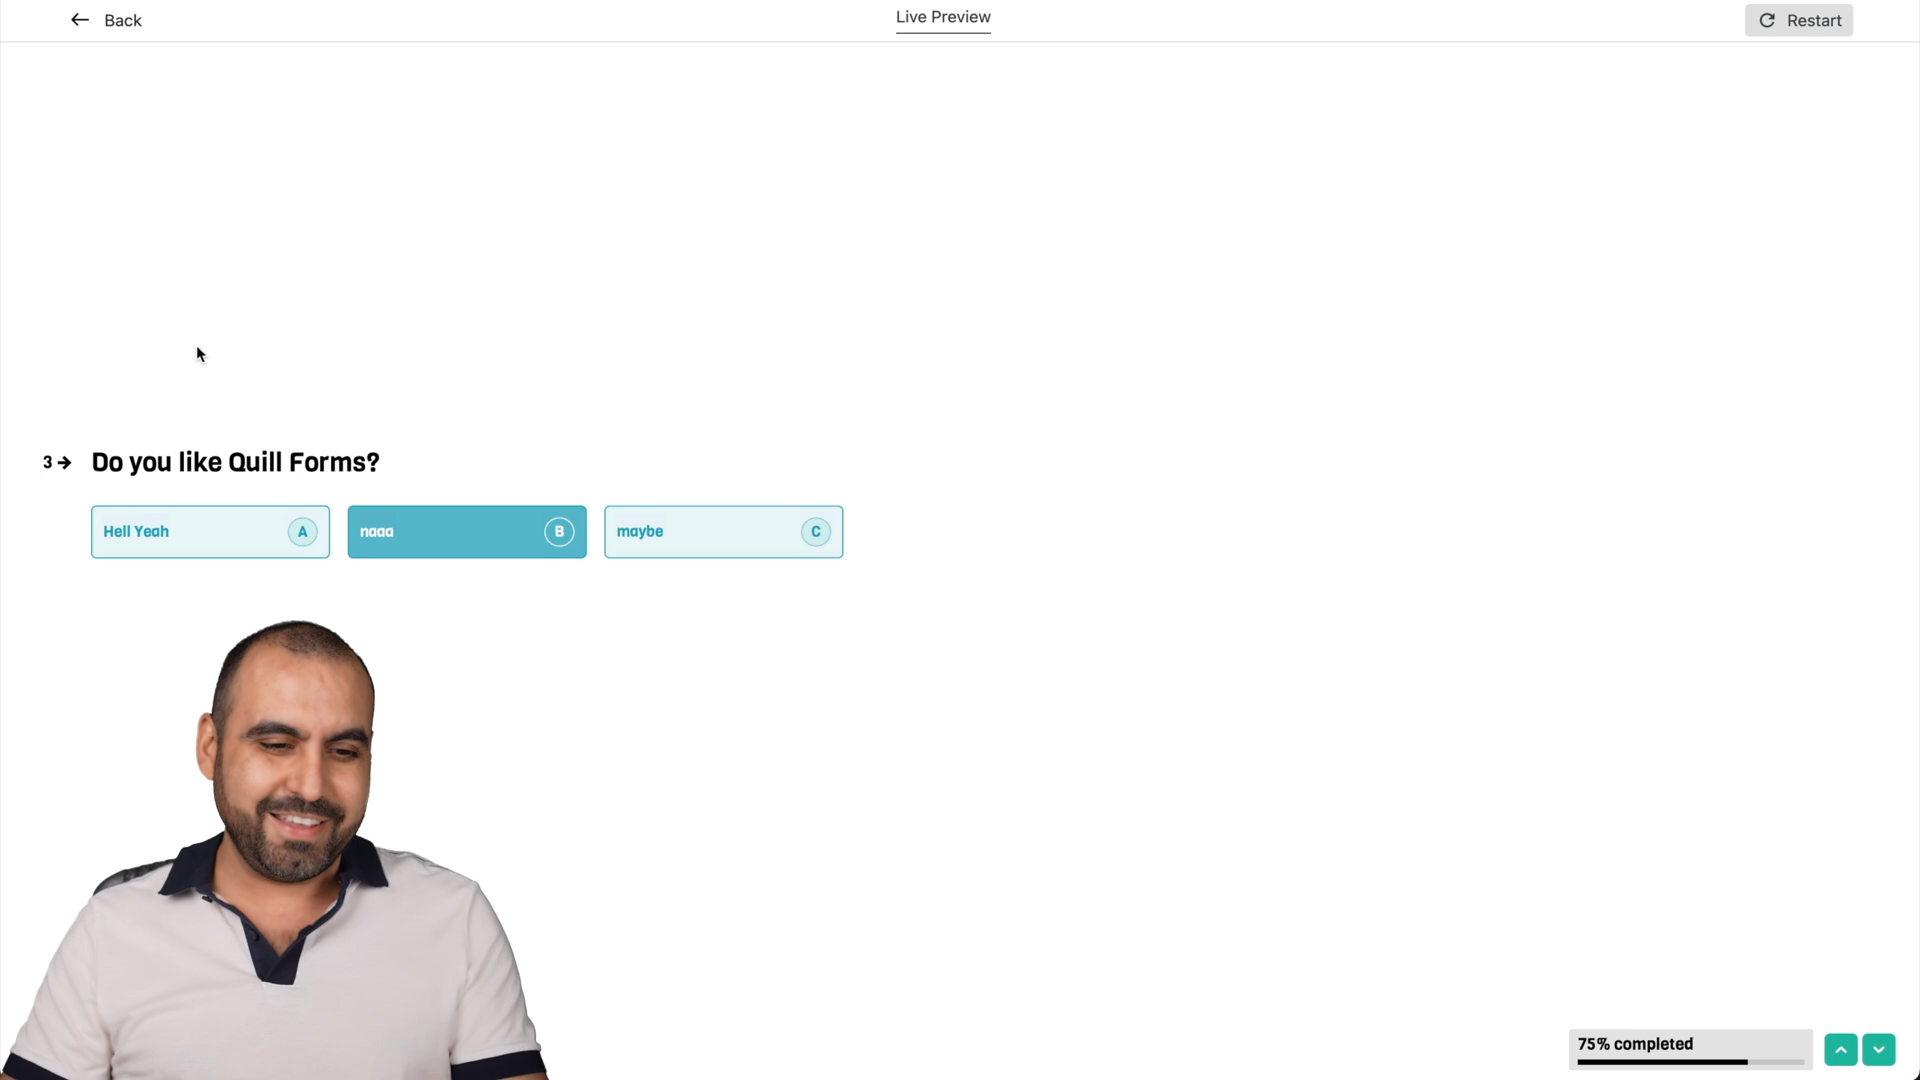 Back
Live Preview
Restart
3 Do you like Quill Forms?
Hell Yeah A
naaa B
maybe C
75% completed